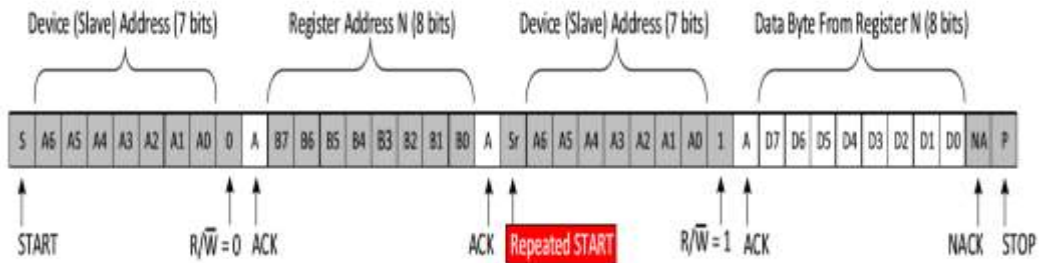 Device (Slave) Address (7 bits) Register Address N (8 bits) Device (Slave) Address (7 bits) Data Byte From Register N (8 bits)
S A6 A5 A4 A3 A2 A1 A0 0 A B7 B6 B5 B4 B3 B2 B1 B0 A Sr A6 A5 A4 A3 A2 A1 A0 1 A D7 D6 D5 D4 D3 D2 D1 D0 NA P
START R/W̅ = 0 ACK ACK Repeated START R/W̅ = 1 ACK NACK STOP